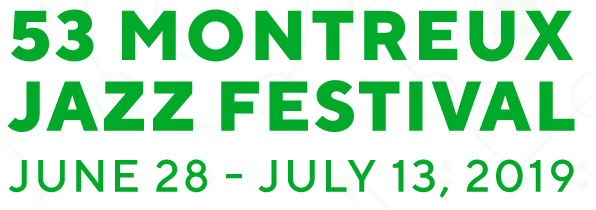 53 MONTREUX
JAZZ FESTIVAL
JUNE 28 - JULY 13, 2019